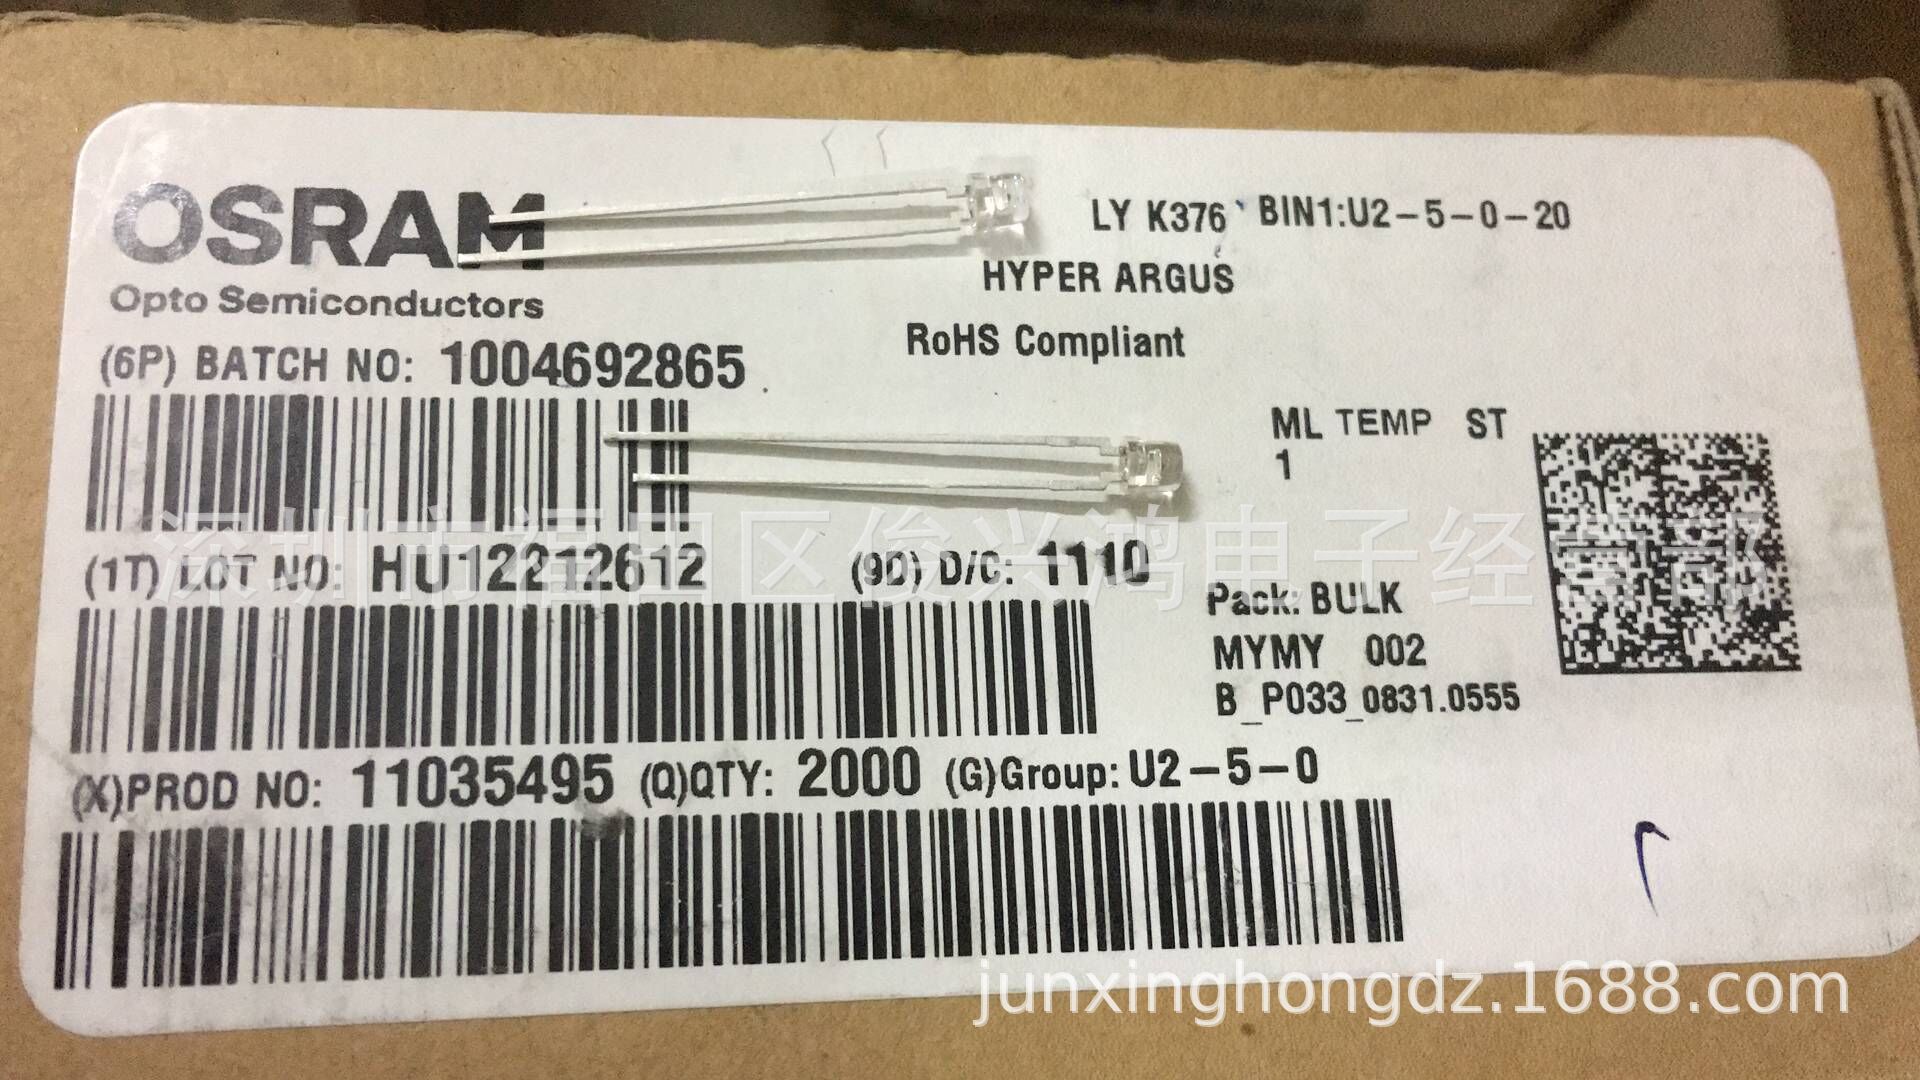 OSRAM
Opto Semiconductors
LY K376 BIN1:U2-5-0-20
HYPER ARGUS
RoHS Compliant
(6P) BATCH NO: 1004692865
ML TEMP ST
1
深圳市福田区俊兴鸿电子经营部
(1T) LOT NO: HU12212612 (9D) D/C: 1110
Pack: BULK
MYMY 002
B_P033_0831.0555
(X)PROD NO: 11035495 (Q)QTY: 2000 (G)Group: U2-5-0
junxinghongdz.1688.com